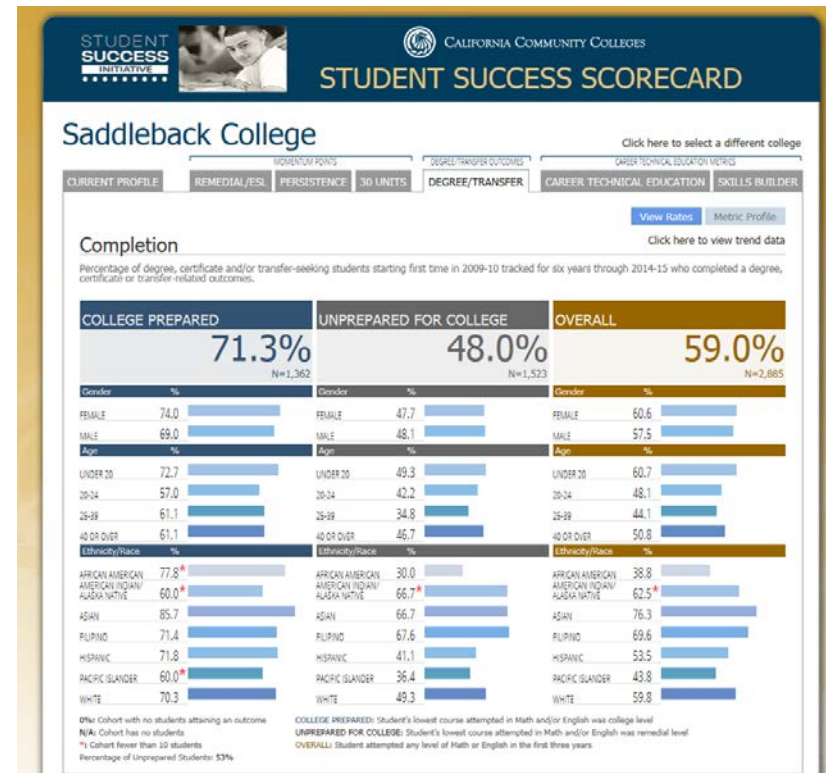 STUDENT
SUCCESS
INITIATIVE
CALIFORNIA COMMUNITY COLLEGES
STUDENT SUCCESS SCORECARD
Saddleback College
Click here to select a different college
MOMENTUM POINTS DEGREE/TRANSFER OUTCOMES CAREER TECHNICAL EDUCATION METRICS
CURRENT PROFILE REMEDIAL/ESL PERSISTENCE 30 UNITS DEGREE/TRANSFER CAREER TECHNICAL EDUCATION SKILLS BUILDER
View Rates Metric Profile
Completion Click here to view trend data
Percentage of degree, certificate and/or transfer-seeking students starting first time in 2009-10 tracked for six years through 2014-15 who completed a degree,
certificate or transfer-related outcomes.
COLLEGE PREPARED UNPREPARED FOR COLLEGE OVERALL
71.3% 48.0% 59.0%
N=1,362 N=1,523 N=2,885
Gender % Gender % Gender %
FEMALE 74.0 FEMALE 47.7 FEMALE 60.6
MALE 69.0 MALE 48.1 MALE 57.5
Age % Age % Age %
UNDER 20 72.7 UNDER 20 49.3 UNDER 20 60.7
20-24 57.0 20-24 42.2 20-24 48.1
25-39 61.1 25-39 34.8 25-39 44.1
40 OR OVER 61.1 40 OR OVER 46.7 40 OR OVER 50.8
Ethnicity/Race % Ethnicity/Race % Ethnicity/Race %
AFRICAN AMERICAN 77.8* AFRICAN AMERICAN 30.0 AFRICAN AMERICAN 38.8
AMERICAN INDIAN/ AMERICAN INDIAN/ AMERICAN INDIAN/
ALASKA NATIVE 60.0* ALASKA NATIVE 66.7* ALASKA NATIVE 62.5*
ASIAN 85.7 ASIAN 66.7 ASIAN 76.3
FILIPINO 71.4 FILIPINO 67.6 FILIPINO 69.6
HISPANIC 71.8 HISPANIC 41.1 HISPANIC 53.5
PACIFIC ISLANDER 60.0* PACIFIC ISLANDER 36.4 PACIFIC ISLANDER 43.8
WHITE 70.3 WHITE 49.3 WHITE 59.8
0%: Cohort with no students attaining an outcome COLLEGE PREPARED: Student's lowest course attempted in Math and/or English was college level
N/A: Cohort has no students UNPREPARED FOR COLLEGE: Student's lowest course attempted in Math and/or English was remedial level
*: Cohort fewer than 10 students OVERALL: Student attempted any level of Math or English in the first three years
Percentage of Unprepared Students: 53%